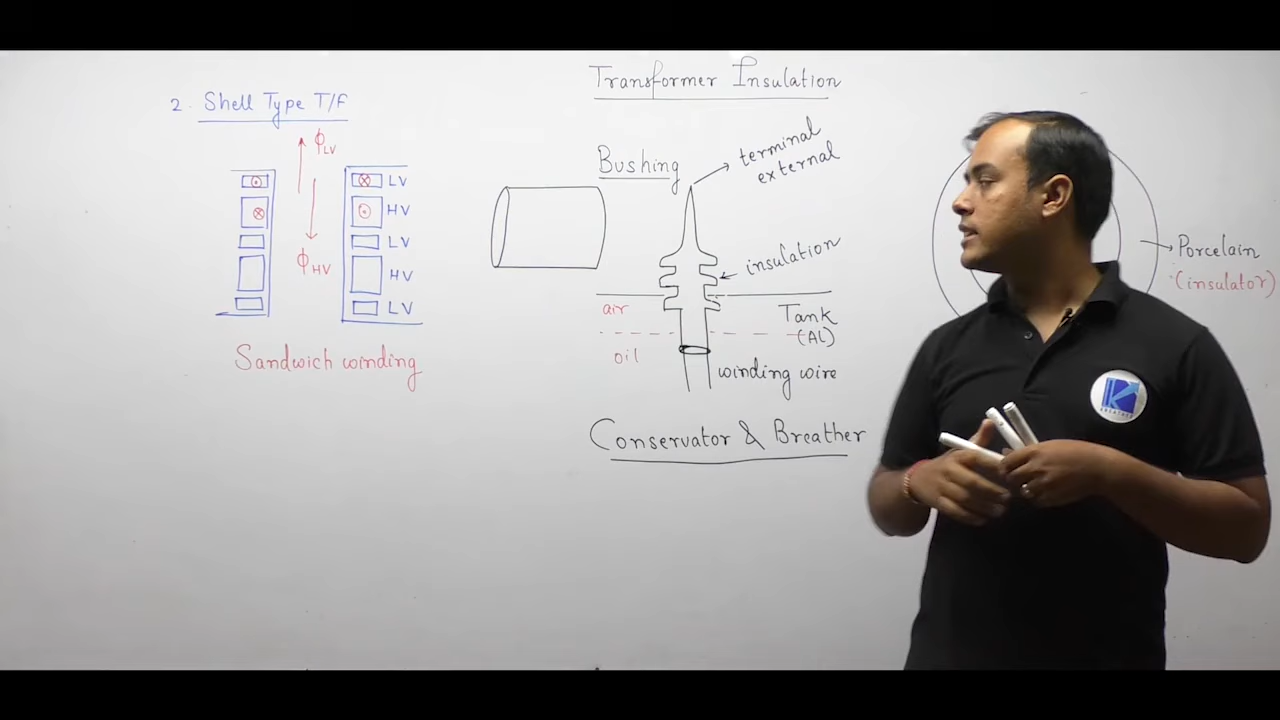 2. Shell Type T/F
ϕLV
LV
HV
LV
HV
LV
ϕHV
Sandwich winding
Transformer Insulation
Bushing
terminal
external
insulation
air
oil
Tank
(AL)
winding wire
Conservator & Breather
Porcelain
(insulator)